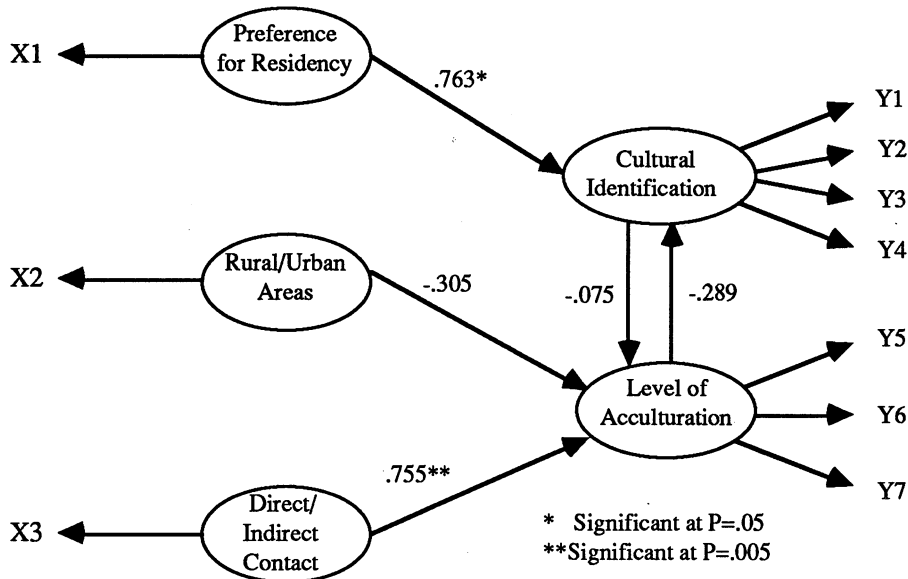 Preference
for Residency
X1
.763*
Y1
Y2
Y3
Y4
Cultural
Identification
Rural/Urban
Areas
X2
-.305
-.075
-.289
Y5
Y6
Y7
Level of
Acculturation
.755**
Direct/
Indirect
Contact
X3
* Significant at P=.05
**Significant at P=.005